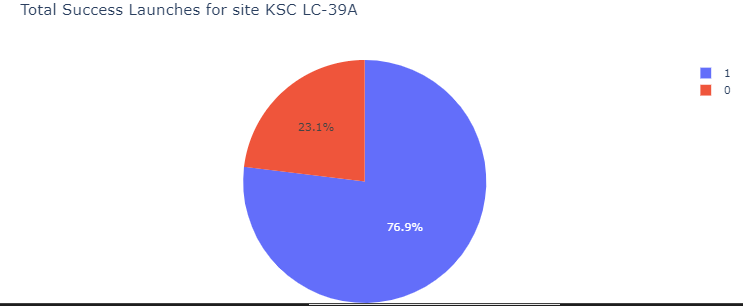 Total Success Launches for site KSC LC-39A
1
0
23.1%
76.9%